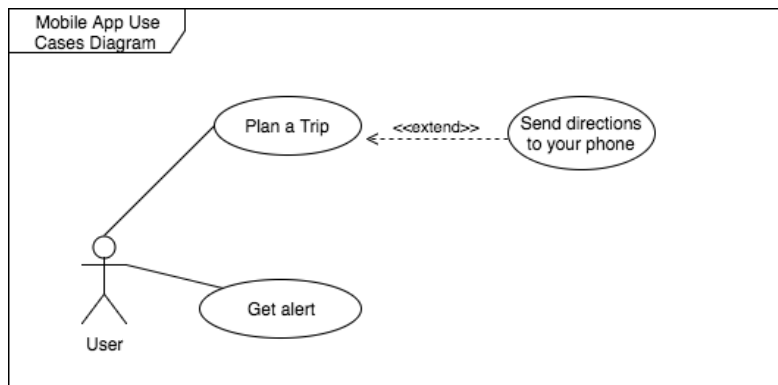 Mobile App Use
Cases Diagram
Plan a Trip
<<extend>>
Send directions
to your phone
Get alert
User